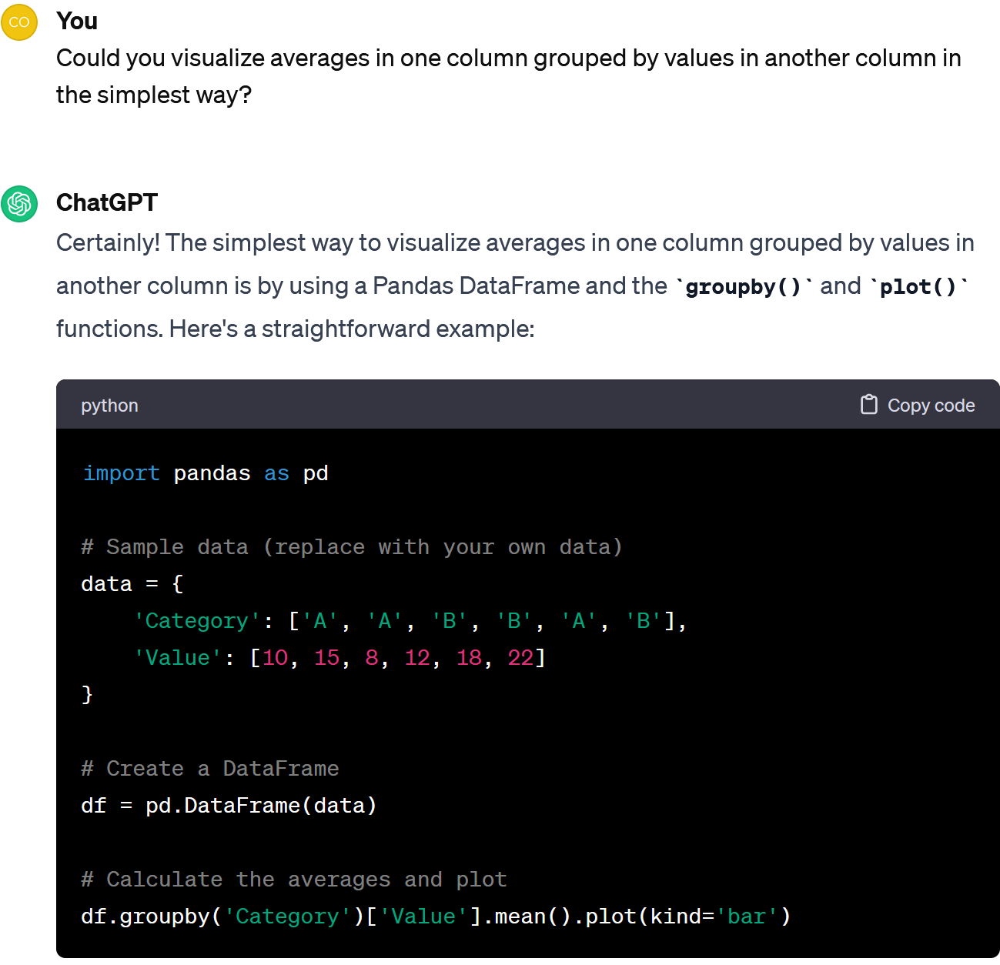 CO
You
Could you visualize averages in one column grouped by values in another column in
the simplest way?
ChatGPT
Certainly! The simplest way to visualize averages in one column grouped by values in
another column is by using a Pandas DataFrame and the `groupby()` and `plot()`
functions. Here's a straightforward example:
python
Copy code
import pandas as pd
# Sample data (replace with your own data)
data = {
    'Category': ['A', 'A', 'B', 'B', 'A', 'B'],
    'Value': [10, 15, 8, 12, 18, 22]
}
# Create a DataFrame
df = pd.DataFrame(data)
# Calculate the averages and plot
df.groupby('Category')['Value'].mean().plot(kind='bar')